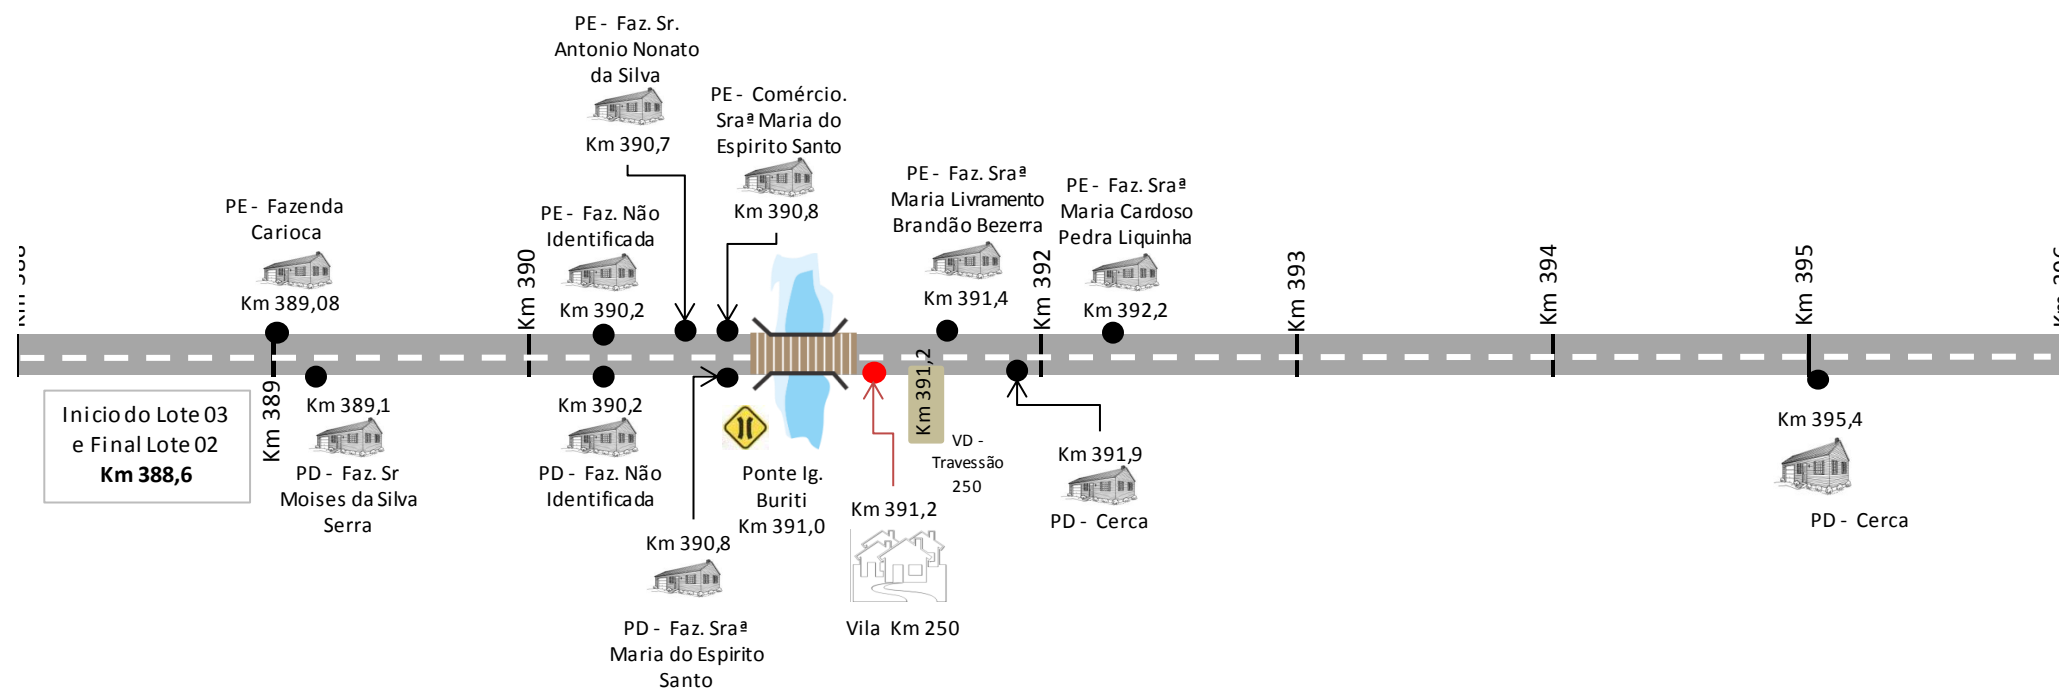 PE - Faz. Sr.
Antonio Nonato
da Silva
Km 390,7
PE - Comércio.
Sraª Maria do
Espirito Santo
Km 390,8
PE - Fazenda
Carioca
Km 389,08
PE - Faz. Não
Identificada
Km 390,2
PE - Faz. Sraª
Maria Livramento
Brandão Bezerra
Km 391,4
PE - Faz. Sraª
Maria Cardoso
Pedra Liquinha
Km 392,2
Km 388
Km 390
Km 392
Km 393
Km 394
Km 395
Km 396
Inicio do Lote 03
e Final Lote 02
Km 388,6
Km 389
Km 389,1
PD - Faz. Sr
Moises da Silva
Serra
Km 390,2
PD - Faz. Não
Identificada
Km 390,8
PD - Faz. Sraª
Maria do Espirito
Santo
Ponte Ig.
Buriti
Km 391,0
Km 391,2
Vila Km 250
Km 391,2
VD -
Travessão
250
Km 391,9
PD - Cerca
Km 395,4
PD - Cerca